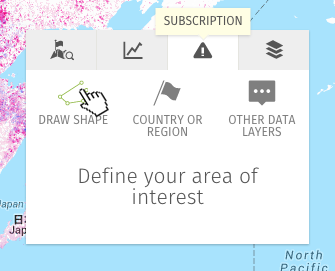 SUBSCRIPTION
DRAW SHAPE
COUNTRY OR
REGION
OTHER DATA
LAYERS
Define your area of
interest
Japan
日
Jap
North
Pacific